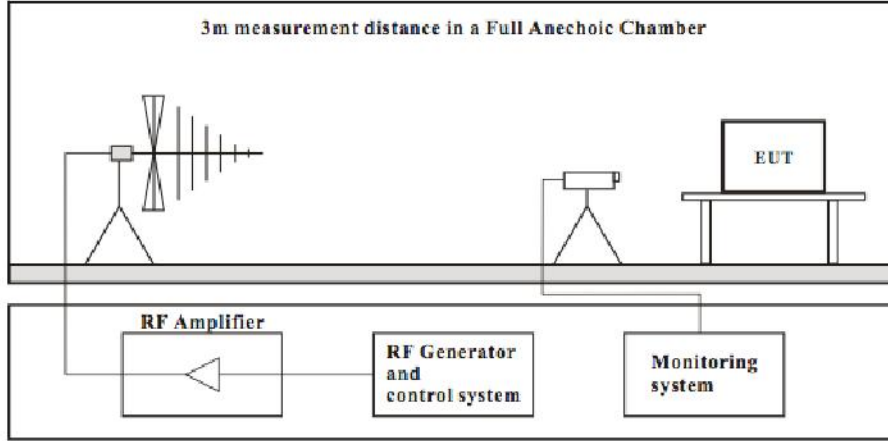 3m measurement distance in a Full Anechoic Chamber
EUT
RF Amplifier
RF Generator
and
control system
Monitoring
system